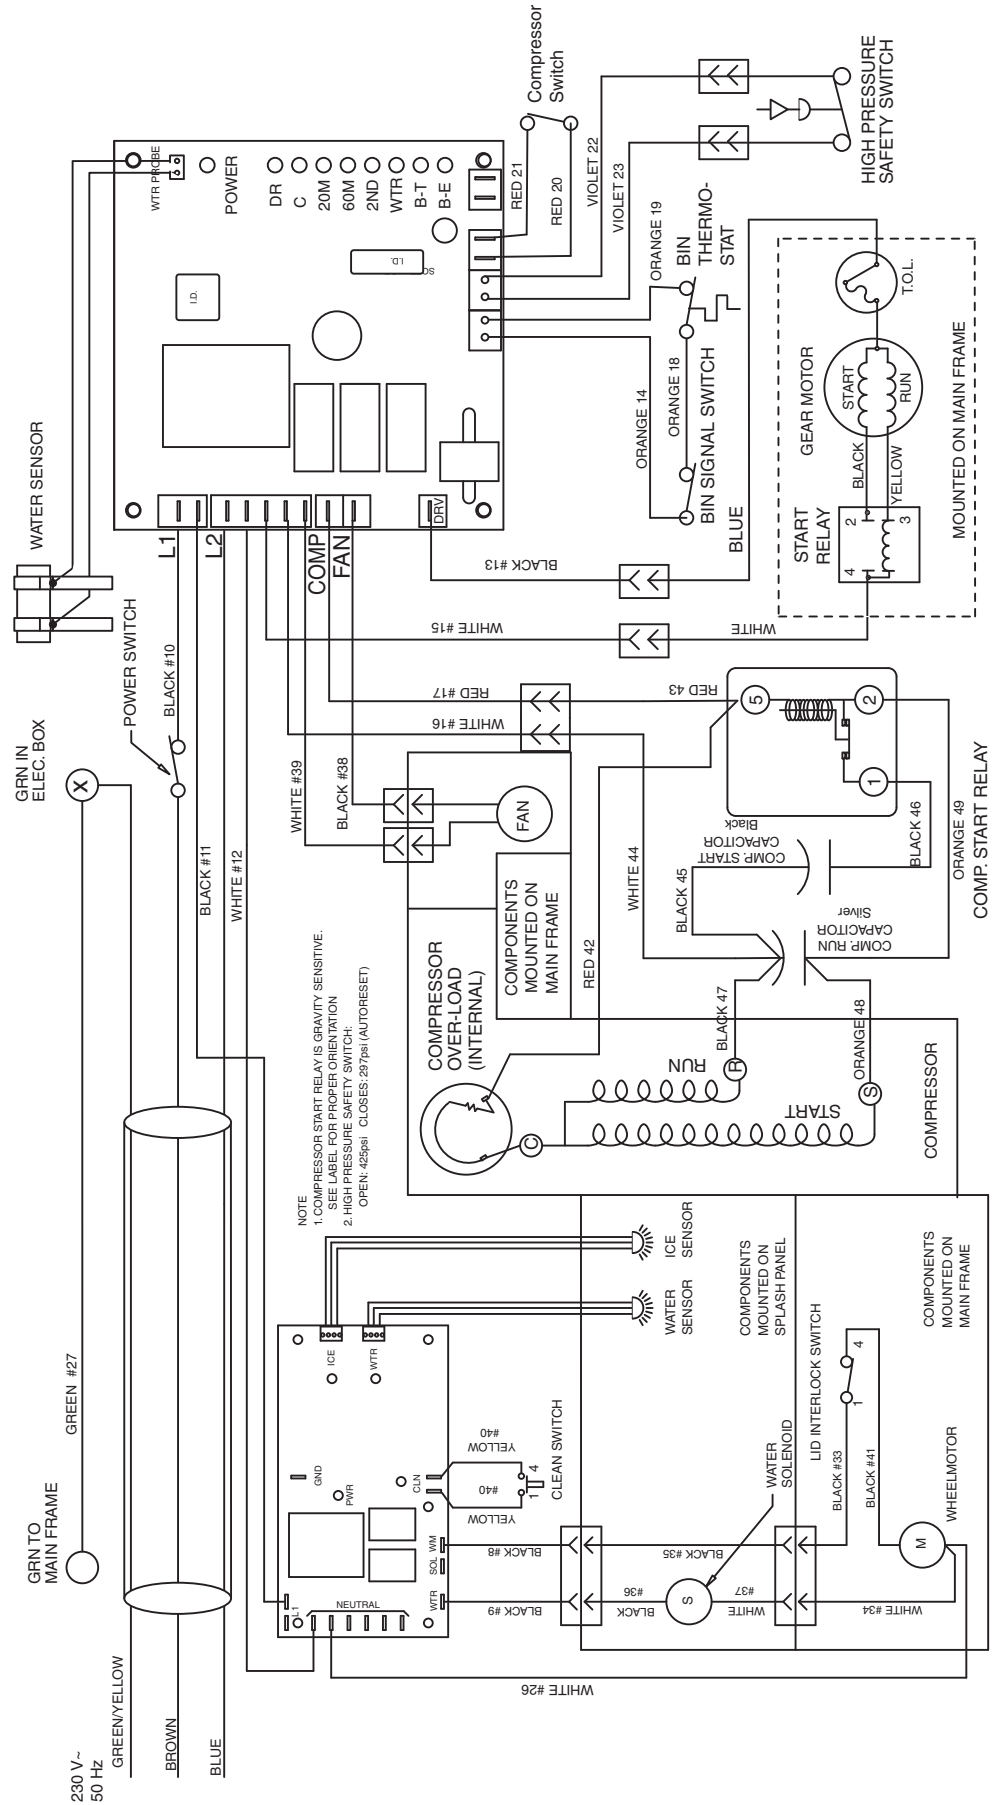 230 V~
50 Hz
GREEN/YELLOW
BROWN
BLUE
GRN TO
MAIN FRAME
GREEN #27
GRN IN
ELEC. BOX
X
POWER SWITCH
BLACK #10
BLACK #11
WHITE #12
WATER SENSOR
L1
L2
COMP
FAN
DRV
WTR PROBE
POWER
DR
C
20M
60M
2ND
WTR
B-T
B-E
I.D.
I.D.
RED 21
RED 20
Compressor
Switch
VIOLET 22
VIOLET 23
HIGH PRESSURE
SAFETY SWITCH
ORANGE 19
BIN
THERMO-
STAT
ORANGE 18
ORANGE 14
BIN SIGNAL SWITCH
BLUE
BLACK #13
WHITE #15
WHITE
T.O.L.
GEAR MOTOR
START
RUN
BLACK
YELLOW
START
RELAY
2
3
4
MOUNTED ON MAIN FRAME
RED #17
WHITE #16
WHITE #39
BLACK #38
FAN
RED 43
5
2
1
COMP. START RELAY
COMP. START
CAPACITOR
Black
BLACK 46
ORANGE 49
WHITE 44
BLACK 45
COMP. RUN
CAPACITOR
Silver
RED 42
COMPONENTS
MOUNTED ON
MAIN FRAME
COMPRESSOR
OVER-LOAD
(INTERNAL)
BLACK 47
ORANGE 48
RUN
START
R
S
C
COMPRESSOR
NOTE
1. COMPRESSOR START RELAY IS GRAVITY SENSITIVE.
SEE LABEL FOR PROPER ORIENTATION
2. HIGH PRESSURE SAFETY SWITCH:
OPEN: 425psi CLOSES: 297psi (AUTORESET)
ICE
WTR
GND
PWR
CLN
L1
NEUTRAL
WTR
SOL
WM
ICE
SENSOR
WATER
SENSOR
YELLOW
#40
YELLOW
#40
1
4
CLEAN SWITCH
BLACK #8
BLACK #9
BLACK #35
BLACK
#36
S
WHITE
#37
WATER
SOLENOID
COMPONENTS
MOUNTED ON
SPLASH PANEL
LID INTERLOCK SWITCH
1
4
BLACK #33
BLACK #41
WHITE #34
M
WHEELMOTOR
COMPONENTS
MOUNTED ON
MAIN FRAME
WHITE #26